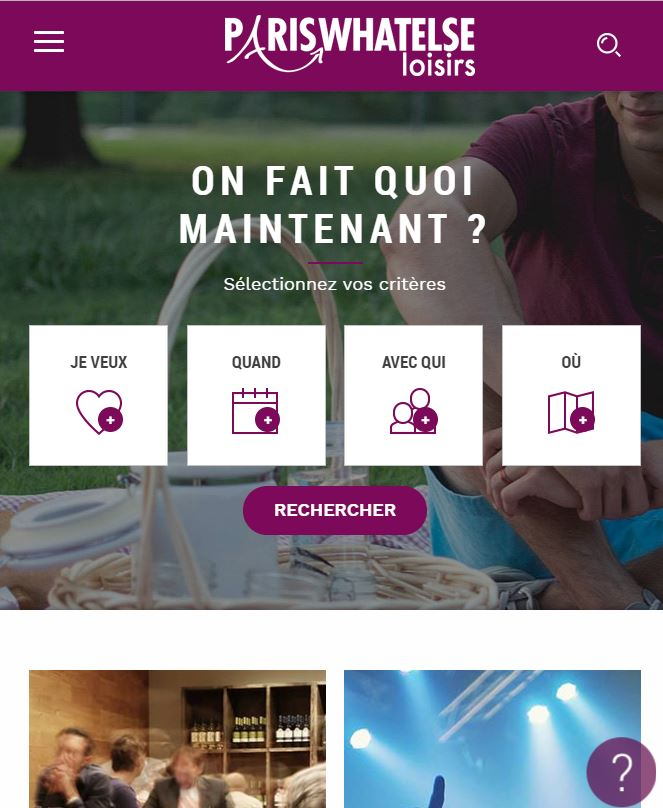 PARISWHATELSE
loisirs
ON FAIT QUOI
MAINTENANT ?
Sélectionnez vos critères
JE VEUX
QUAND
AVEC QUI
OÙ
RECHERCHER
?